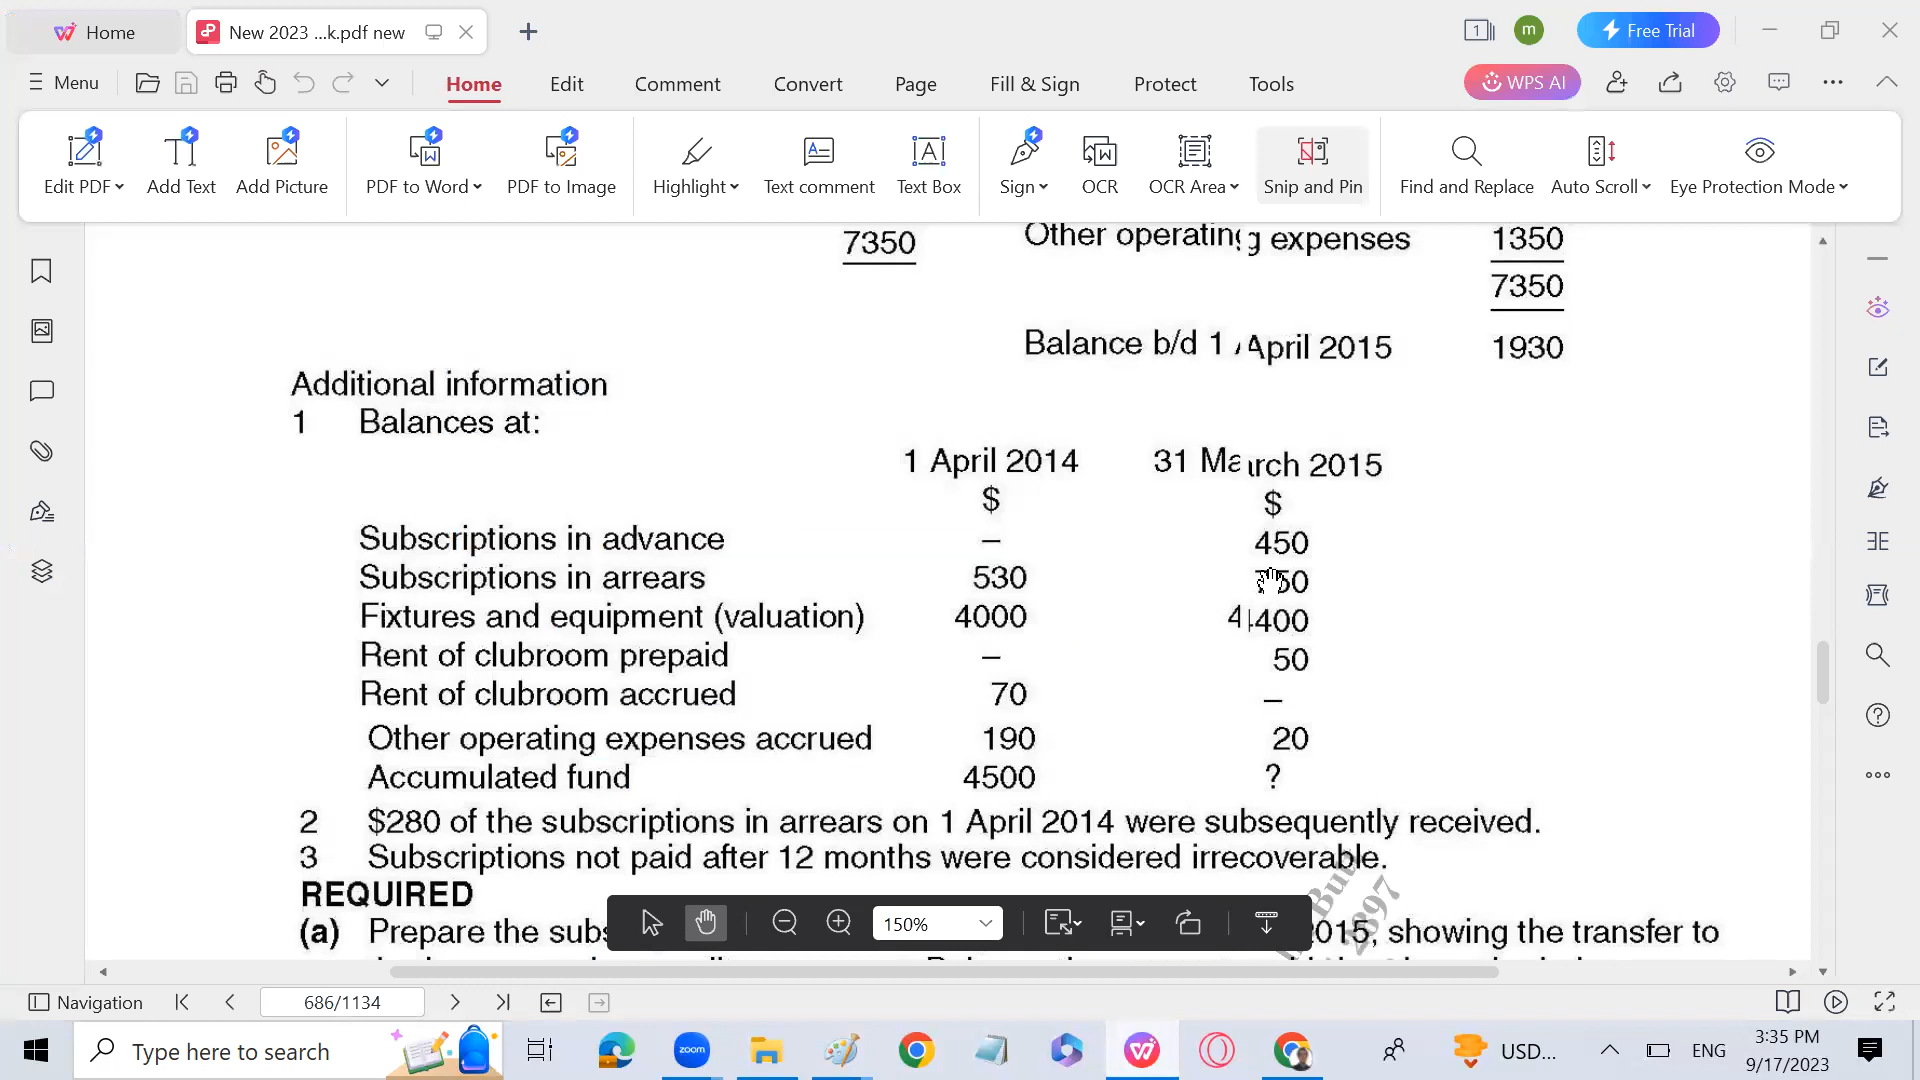 Home
New 2023 ...k.pdf new
1
m
Free Trial
Menu
Home
Edit
Comment
Convert
Page
Fill & Sign
Protect
Tools
WPS AI
Edit PDF
Add Text
Add Picture
PDF to Word
PDF to Image
Highlight
Text comment
Text Box
Sign
OCR
OCR Area
Snip and Pin
Find and Replace
Auto Scroll
Eye Protection Mode
7350 Other operating expenses 1350
7350
Balance b/d 1 April 2015 1930
Additional information
1 Balances at:
1 April 2014 31 March 2015
$ $
Subscriptions in advance – 450
Subscriptions in arrears 530
Fixtures and equipment (valuation) 4000 4400
Rent of clubroom prepaid – 50
Rent of clubroom accrued 70 –
Other operating expenses accrued 190 20
Accumulated fund 4500 ?
2 $280 of the subscriptions in arrears on 1 April 2014 were subsequently received.
3 Subscriptions not paid after 12 months were considered irrecoverable.
REQUIRED
(a) Prepare the 2015, showing the transfer to
150%
Navigation
686/1134
Type here to search
zoom
USD...
ENG
3:35 PM
9/17/2023